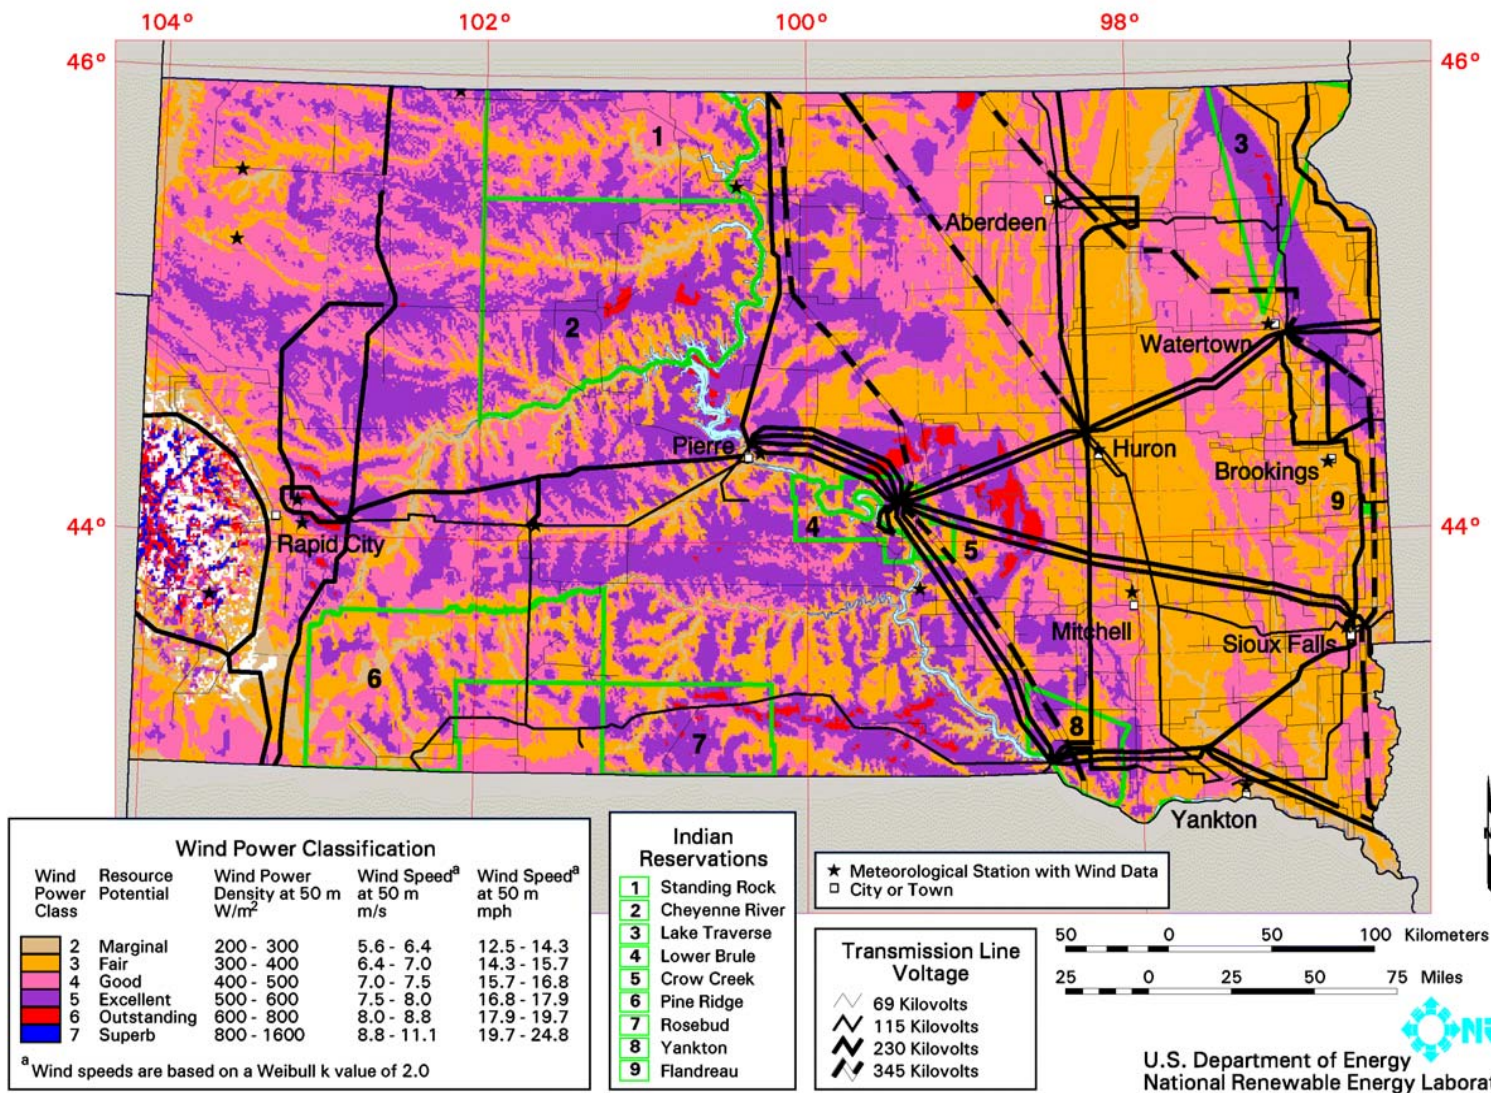 104° 102° 100° 98°
46° 46°
1
3
Aberdeen
2
Watertown
Pierre
Huron
Brookings
9
44° 4 44°
Rapid City
5
Mitchell
Sioux Falls
6
8
7
Yankton
Wind Power Classification
Wind Power Class Resource Potential Wind Power Density at 50 m W/m² Wind Speedᵃ at 50 m m/s Wind Speedᵃ at 50 m mph
2 Marginal 200 - 300 5.6 - 6.4 12.5 - 14.3
3 Fair 300 - 400 6.4 - 7.0 14.3 - 15.7
4 Good 400 - 500 7.0 - 7.5 15.7 - 16.8
5 Excellent 500 - 600 7.5 - 8.0 16.8 - 17.9
6 Outstanding 600 - 800 8.0 - 8.8 17.9 - 19.7
7 Superb 800 - 1600 8.8 - 11.1 19.7 - 24.8
ᵃ Wind speeds are based on a Weibull k value of 2.0
Indian
Reservations
1 Standing Rock
2 Cheyenne River
3 Lake Traverse
4 Lower Brule
5 Crow Creek
6 Pine Ridge
7 Rosebud
8 Yankton
9 Flandreau
★ Meteorological Station with Wind Data
City or Town
Transmission Line
Voltage
69 Kilovolts
115 Kilovolts
230 Kilovolts
345 Kilovolts
50 0 50 100 Kilometers
25 0 25 50 75 Miles
U.S. Department of Energy
National Renewable Energy